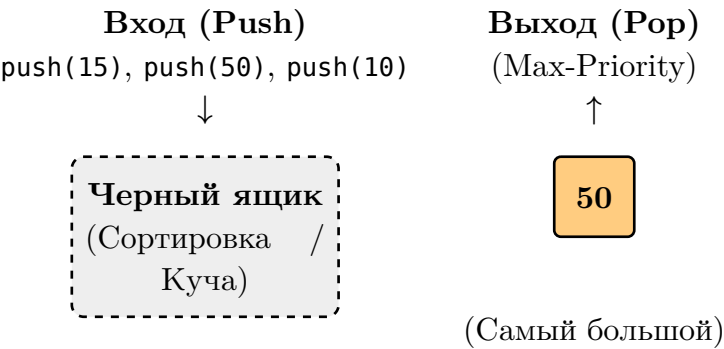 Вход (Push)
push(15), push(50), push(10)
↓
Черный ящик
(Сортировка /
Куча)
Выход (Pop)
(Max-Priority)
↑
50
(Самый большой)